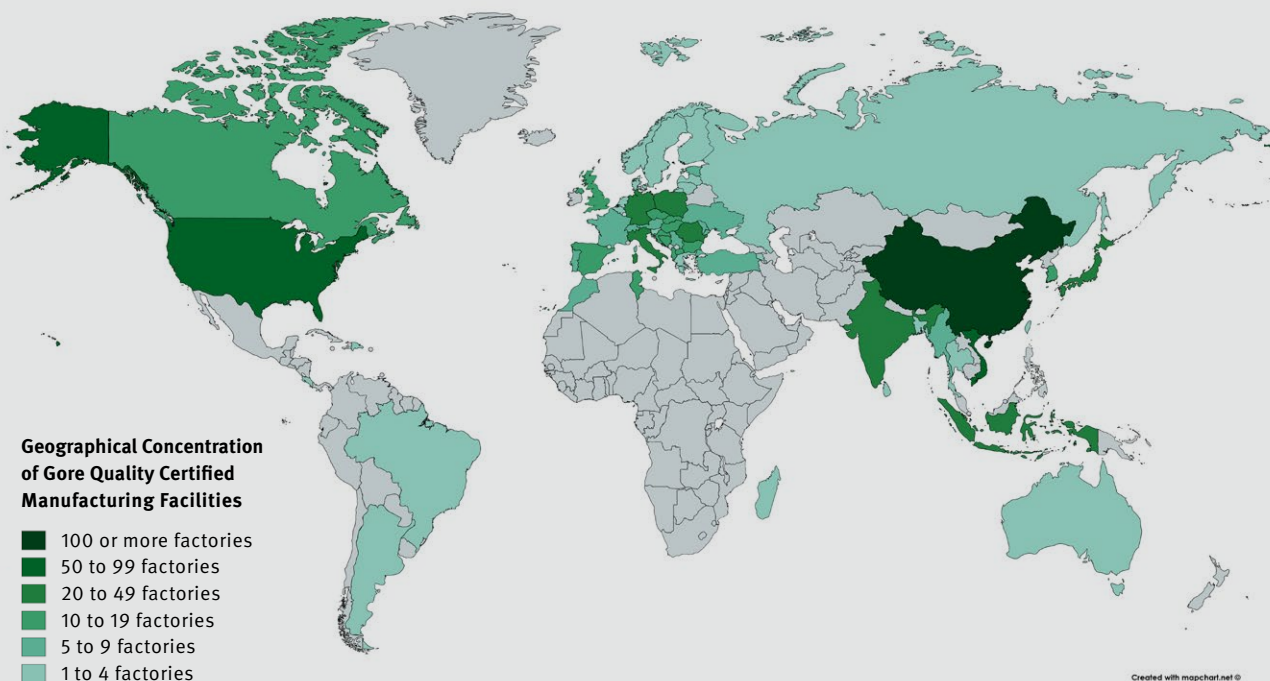 Geographical Concentration
of Gore Quality Certified
Manufacturing Facilities
100 or more factories
50 to 99 factories
20 to 49 factories
10 to 19 factories
5 to 9 factories
1 to 4 factories
Created with mapchart.net ©